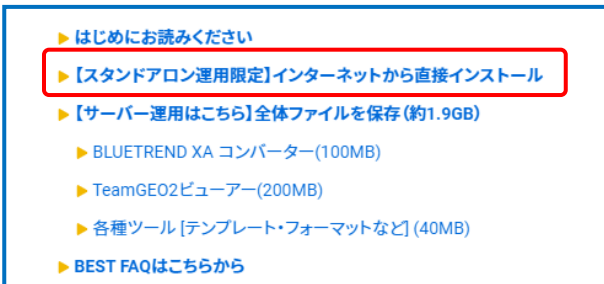 はじめにお読みください
【スタンドアロン運用限定】インターネットから直接インストール
【サーバー運用はこちら】全体ファイルを保存（約1.9GB）
BLUETREND XA コンバーター(100MB)
TeamGEO2ビューアー(200MB)
各種ツール [テンプレート・フォーマットなど] (40MB)
BEST FAQはこちらから